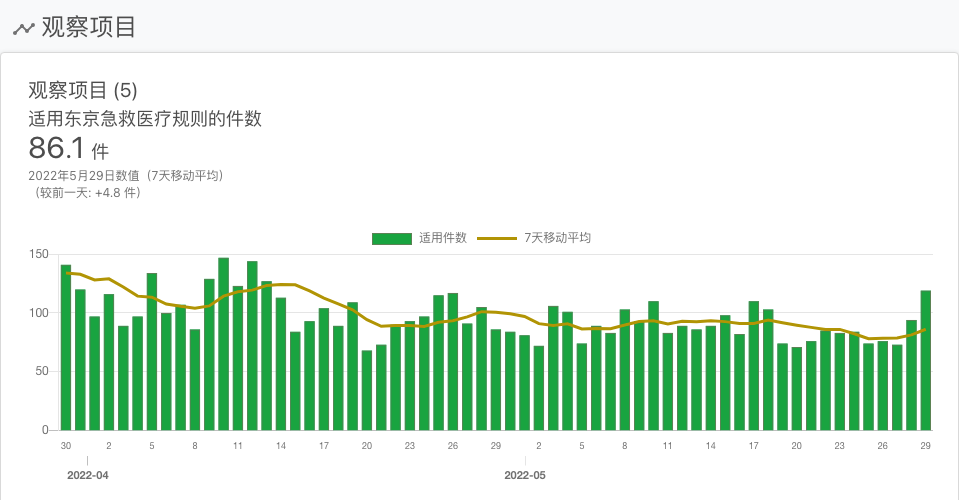 观察项目
观察项目 (5)
适用东京急救医疗规则的件数
86.1 件
2022年5月29日数值（7天移动平均）
（较前一天: +4.8 件）
适用件数 7天移动平均
150
100
50
0
30 2 5 8 11 14 17 20 23 26 29 2 5 8 11 14 17 20 23 26 29
2022-04 2022-05